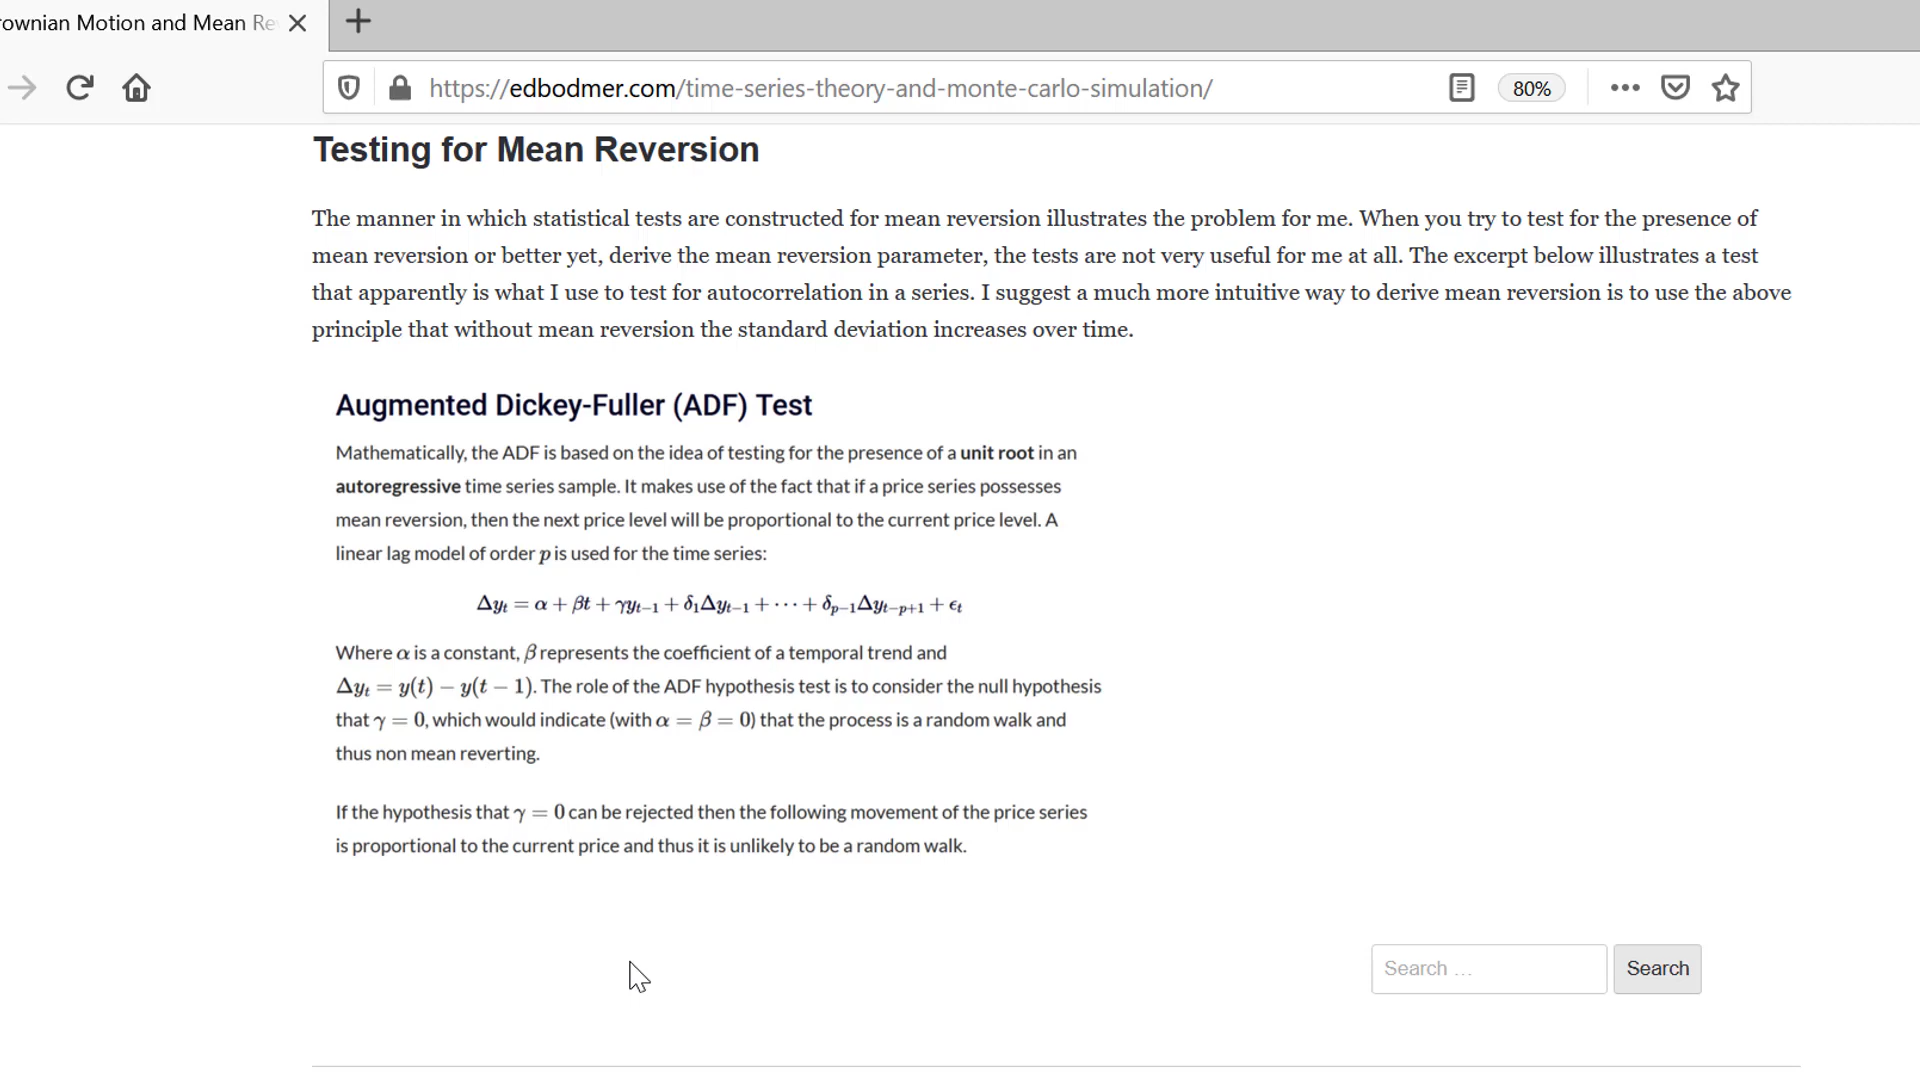 ownian Motion and Mean Re
https://edbodmer.com/time-series-theory-and-monte-carlo-simulation/
80%
Testing for Mean Reversion
The manner in which statistical tests are constructed for mean reversion illustrates the problem for me. When you try to test for the presence of
mean reversion or better yet, derive the mean reversion parameter, the tests are not very useful for me at all. The excerpt below illustrates a test
that apparently is what I use to test for autocorrelation in a series. I suggest a much more intuitive way to derive mean reversion is to use the above
principle that without mean reversion the standard deviation increases over time.
Augmented Dickey-Fuller (ADF) Test
Mathematically, the ADF is based on the idea of testing for the presence of a unit root in an
autoregressive time series sample. It makes use of the fact that if a price series possesses
mean reversion, then the next price level will be proportional to the current price level. A
linear lag model of order p is used for the time series:
Δyₜ = α + βt + γyₜ₋₁ + δ₁Δyₜ₋₁ + ··· + δₚ₋₁Δyₜ₋ₚ₊₁ + ϵₜ
Where α is a constant, β represents the coefficient of a temporal trend and
Δyₜ = y(t) − y(t − 1). The role of the ADF hypothesis test is to consider the null hypothesis
that γ = 0, which would indicate (with α = β = 0) that the process is a random walk and
thus non mean reverting.
If the hypothesis that γ = 0 can be rejected then the following movement of the price series
is proportional to the current price and thus it is unlikely to be a random walk.
Search …
Search